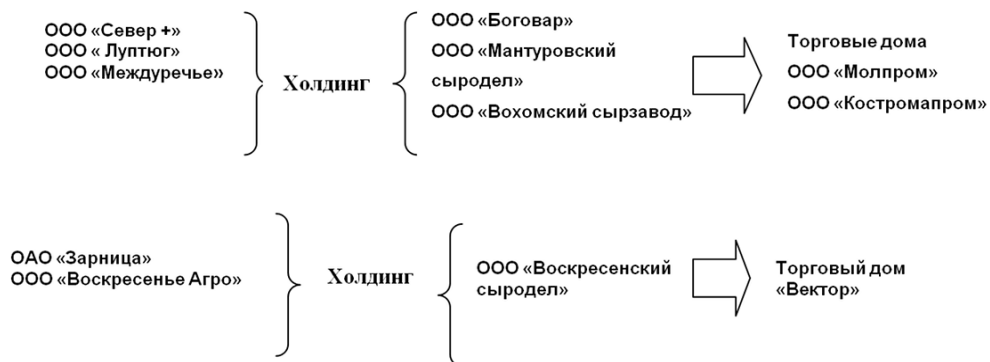 ООО «Север +»
ООО « Луптюг»
ООО «Междуречье»
Холдинг
ООО «Боговар»
ООО «Мантуровский
сыродел»
ООО «Вохомский сырзавод»
Торговые дома
ООО «Молпром»
ООО «Костромапром»
ОАО «Зарница»
ООО «Воскресенье Агро»
Холдинг
ООО «Воскресенский
сыродел»
Торговый дом
«Вектор»